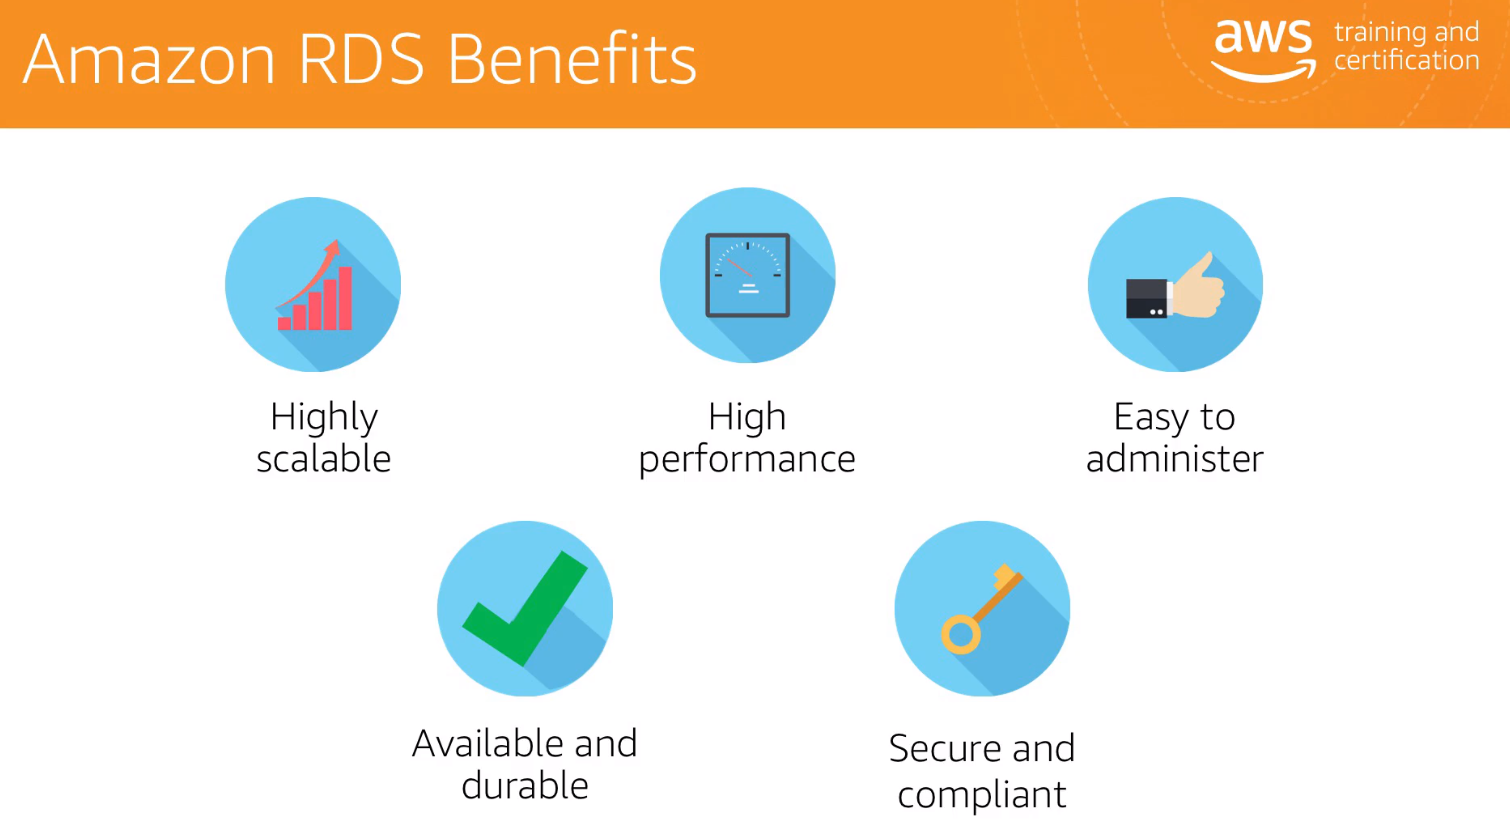 Amazon RDS Benefits
aws
training and
certification
Highly
scalable
High
performance
Easy to
administer
Available and
durable
Secure and
compliant